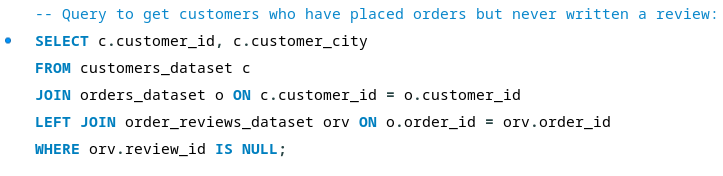 -- Query to get customers who have placed orders but never written a review:
SELECT c.customer_id, c.customer_city
FROM customers_dataset c
JOIN orders_dataset o ON c.customer_id = o.customer_id
LEFT JOIN order_reviews_dataset orv ON o.order_id = orv.order_id
WHERE orv.review_id IS NULL;